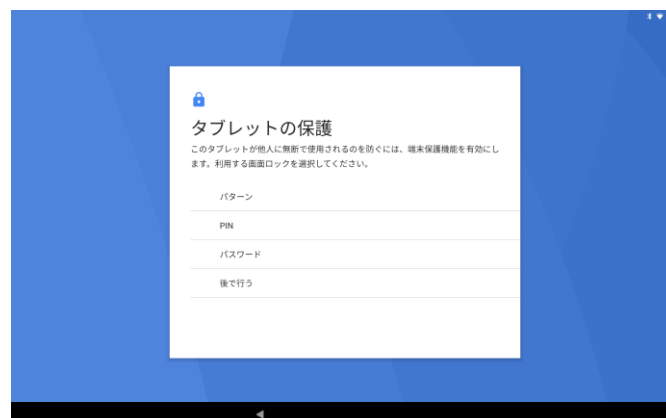 タブレットの保護
このタブレットが他人に無断で使用されるのを防ぐには、端末保護機能を有効にし
ます。利用する画面ロックを選択してください。
パターン
PIN
パスワード
後で行う